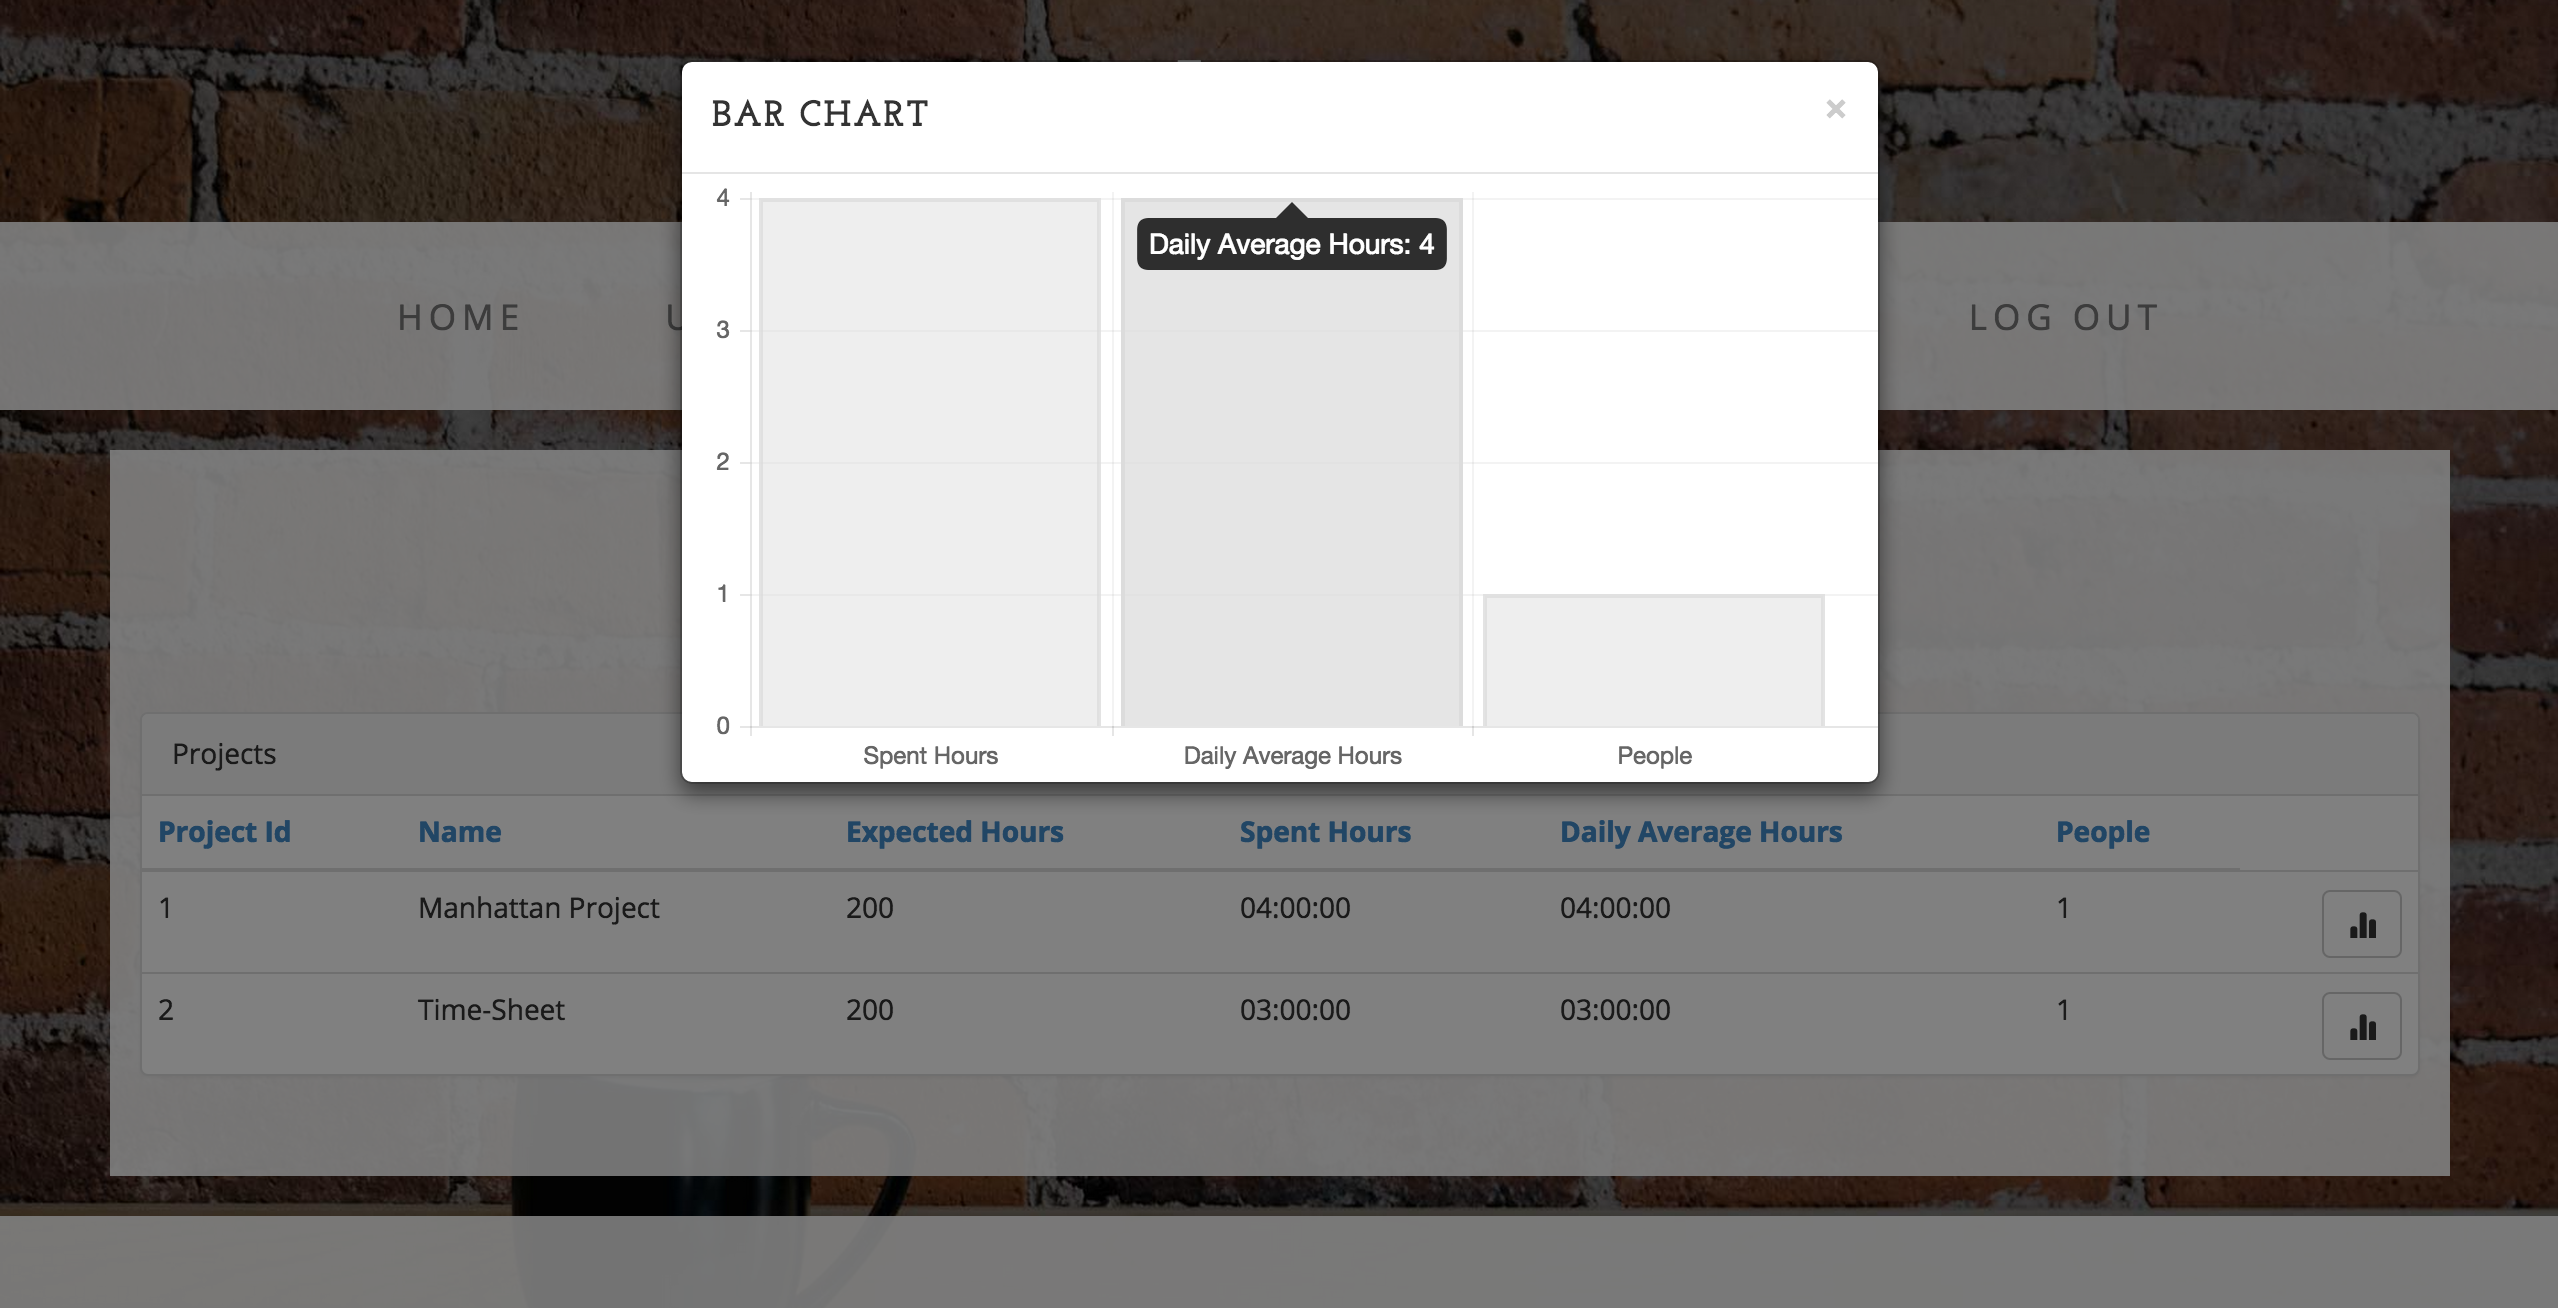 BAR CHART ×
4
Daily Average Hours: 4
3
2
1
0
Spent Hours Daily Average Hours People
HOME
LOG OUT
Projects
Project Id Name Expected Hours Spent Hours Daily Average Hours People
1 Manhattan Project 200 04:00:00 04:00:00 1
2 Time-Sheet 200 03:00:00 03:00:00 1